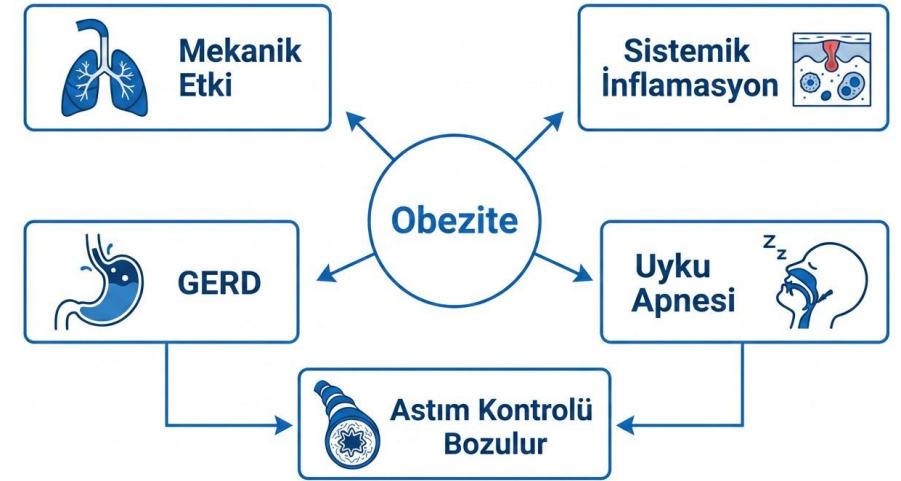 Mekanik
Etki
Sistemik
İnflamasyon
Obezite
GERD
Z
Z
Uyku
Apnesi
Astım Kontrolü
Bozulur